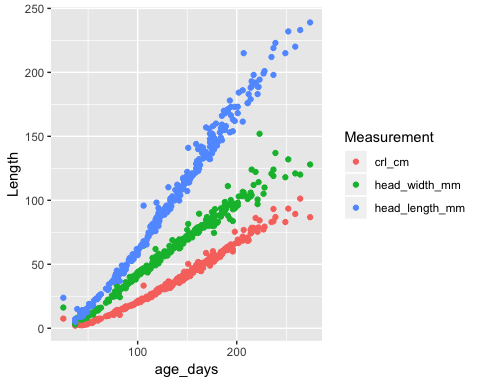 250
200
150
100
50
0
Length
100 200
age_days
Measurement
crl_cm
head_width_mm
head_length_mm